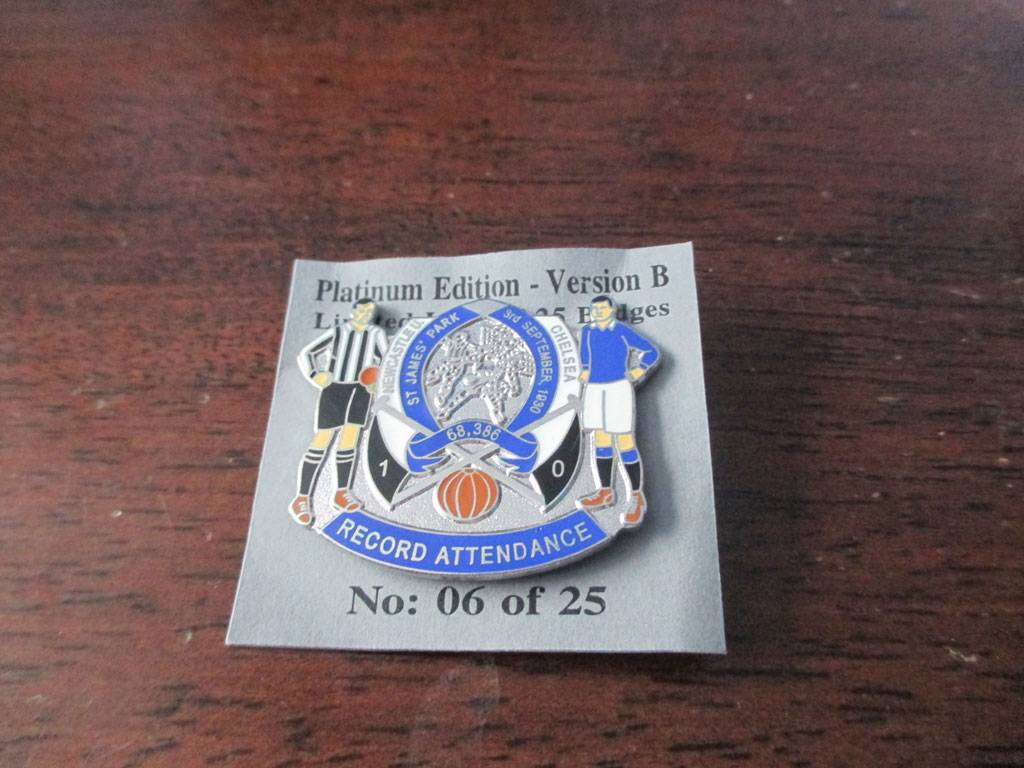 Platinum Edition - Version B
25 Badges
NEWCASTLE
ST JAMES' PARK
3rd SEPTEMBER, 1930
CHELSEA
68,386
1
0
RECORD ATTENDANCE
No: 06 of 25